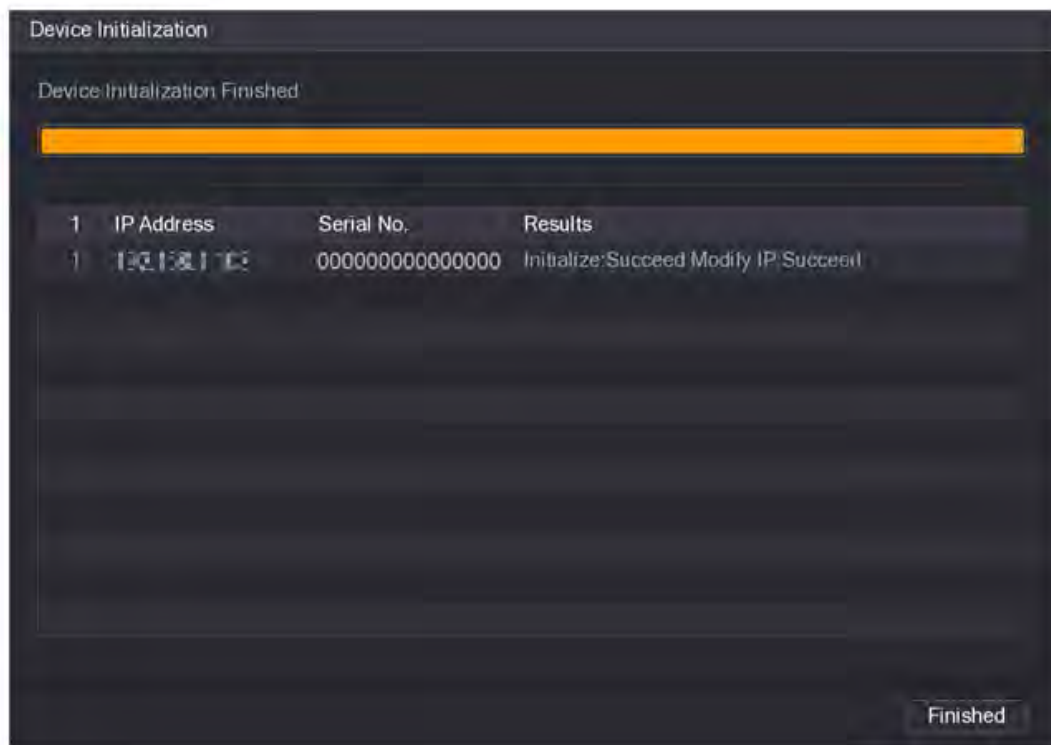 Device Initialization
Device Initialization Finished
1 IP Address Serial No. Results
1 000000000000000 Initialize:Succeed Modify IP:Succeed
Finished